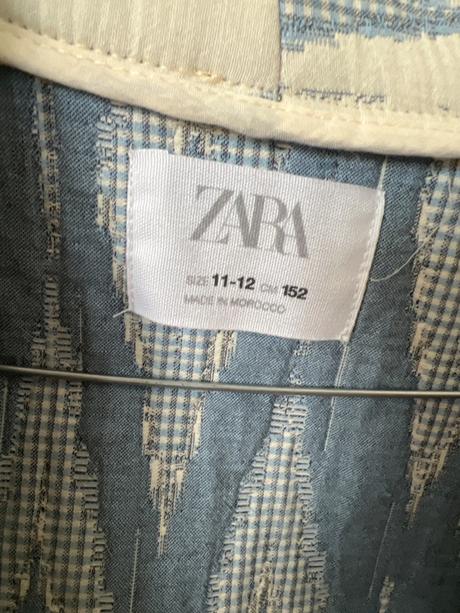 ZARA
SIZE 11-12 CM 152
MADE IN MOROCCO